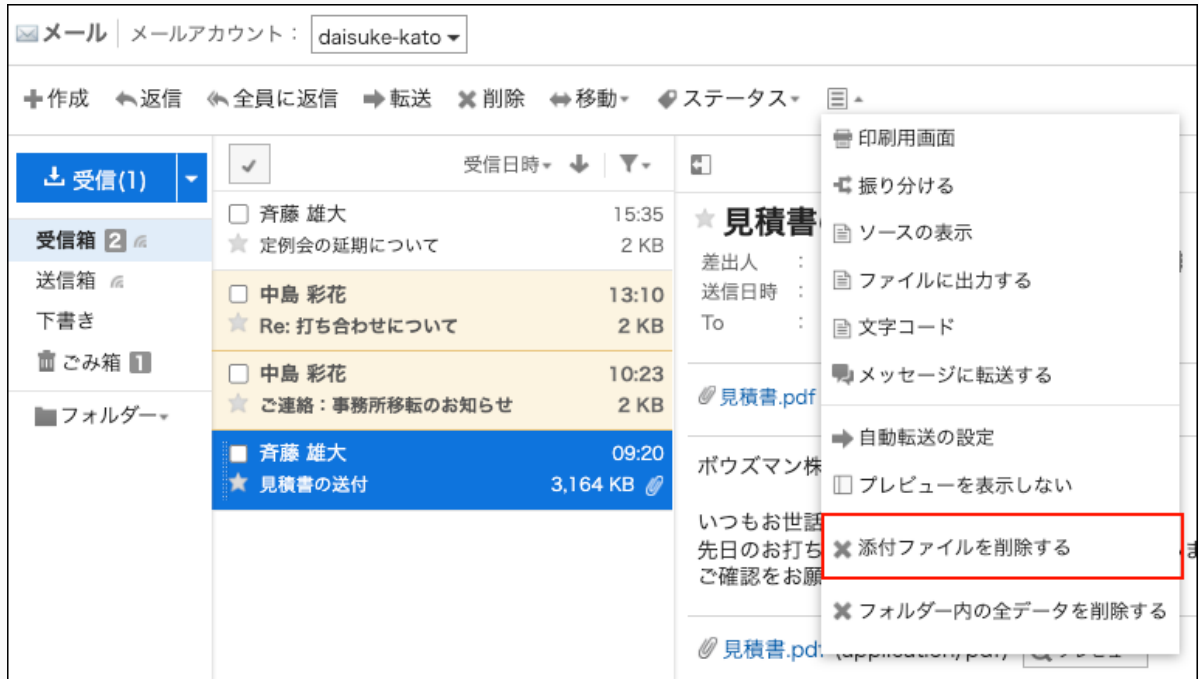 メール メールアカウント： daisuke-kato
作成 返信 全員に返信 転送 削除 移動 ステータス
受信(1)
受信箱 2
送信箱
下書き
ごみ箱 1
フォルダー
受信日時
斉藤 雄大 15:35
定例会の延期について 2 KB
中島 彩花 13:10
Re: 打ち合わせについて 2 KB
中島 彩花 10:23
ご連絡：事務所移転のお知らせ 2 KB
斉藤 雄大 09:20
見積書の送付 3,164 KB
見積書
差出人 :
送信日時 :
To :
見積書.pdf
ボウズマン株
いつもお世話
先日のお打ち
ご確認をお願
見積書.pdf
印刷用画面
振り分ける
ソースの表示
ファイルに出力する
文字コード
メッセージに転送する
自動転送の設定
プレビューを表示しない
添付ファイルを削除する
フォルダー内の全データを削除する